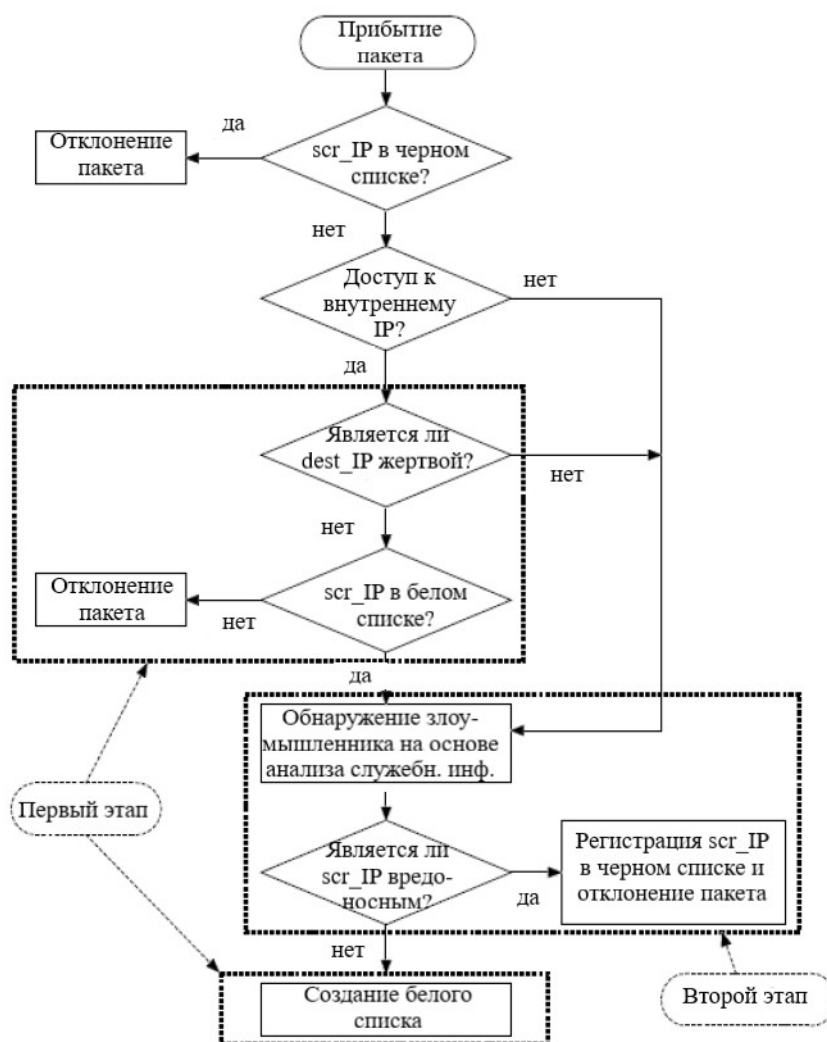 Прибытие
пакета
да
Отклонение
пакета
scr_IP в черном
списке?
нет
Доступ к
внутреннему
IP?
нет
да
Является ли
dest_IP жертвой?
нет
нет
Отклонение
пакета
scr_IP в белом
списке?
нет
да
Обнаружение злоу-
мышленника на основе
анализа служебн. инф.
Первый этап
Является ли
scr_IP вредо-
носным?
да
Регистрация scr_IP
в черном списке и
отклонение пакета
нет
Создание белого
списка
Второй этап